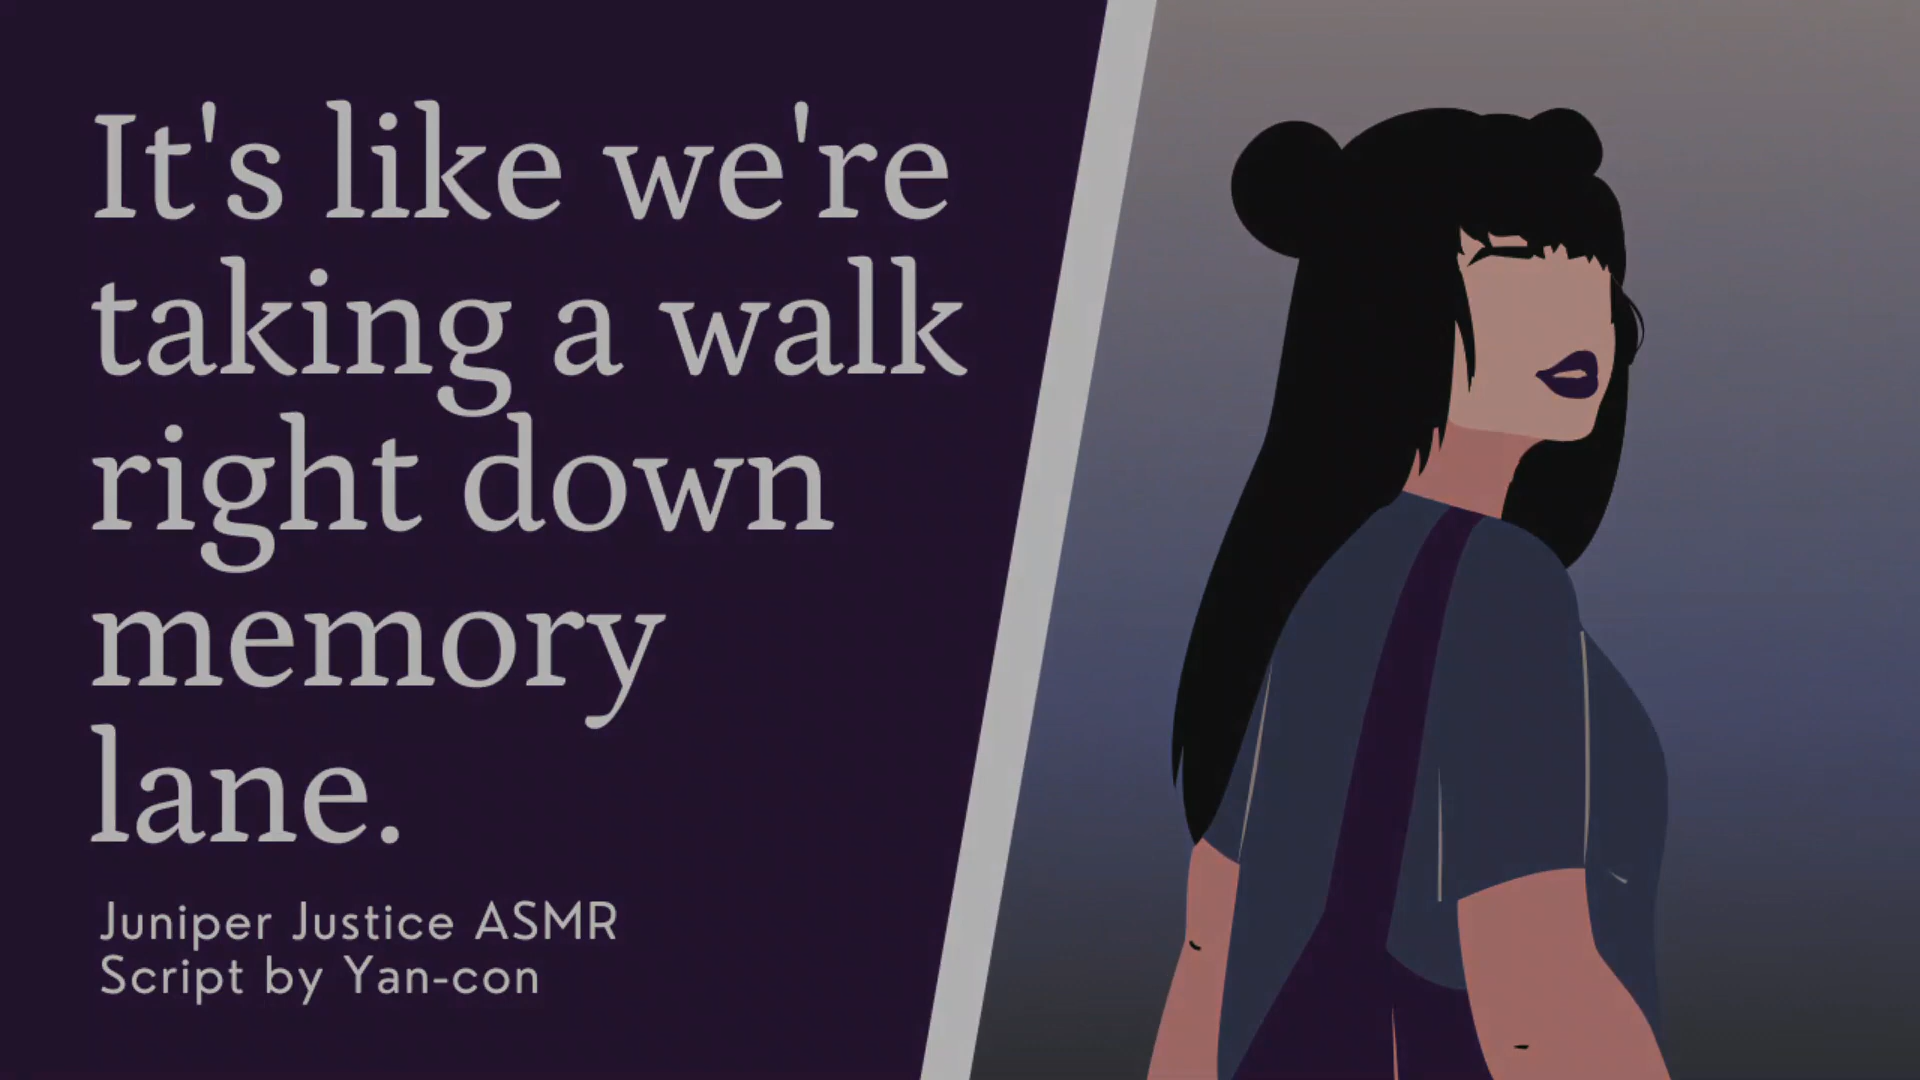 It's like we're
taking a walk
right down
memory
lane.
Juniper Justice ASMR
Script by Yan-con